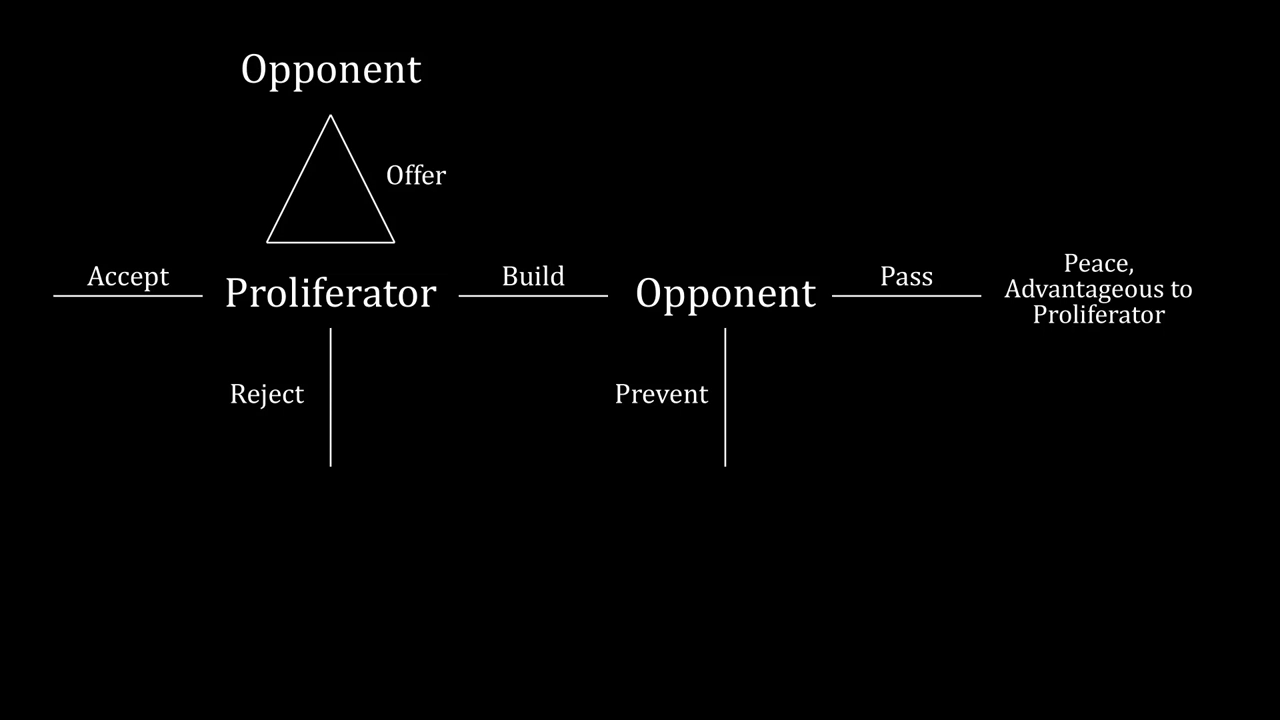 Opponent
Offer
Accept
Proliferator
Build
Opponent
Pass
Peace,
Advantageous to
Proliferator
Reject
Prevent